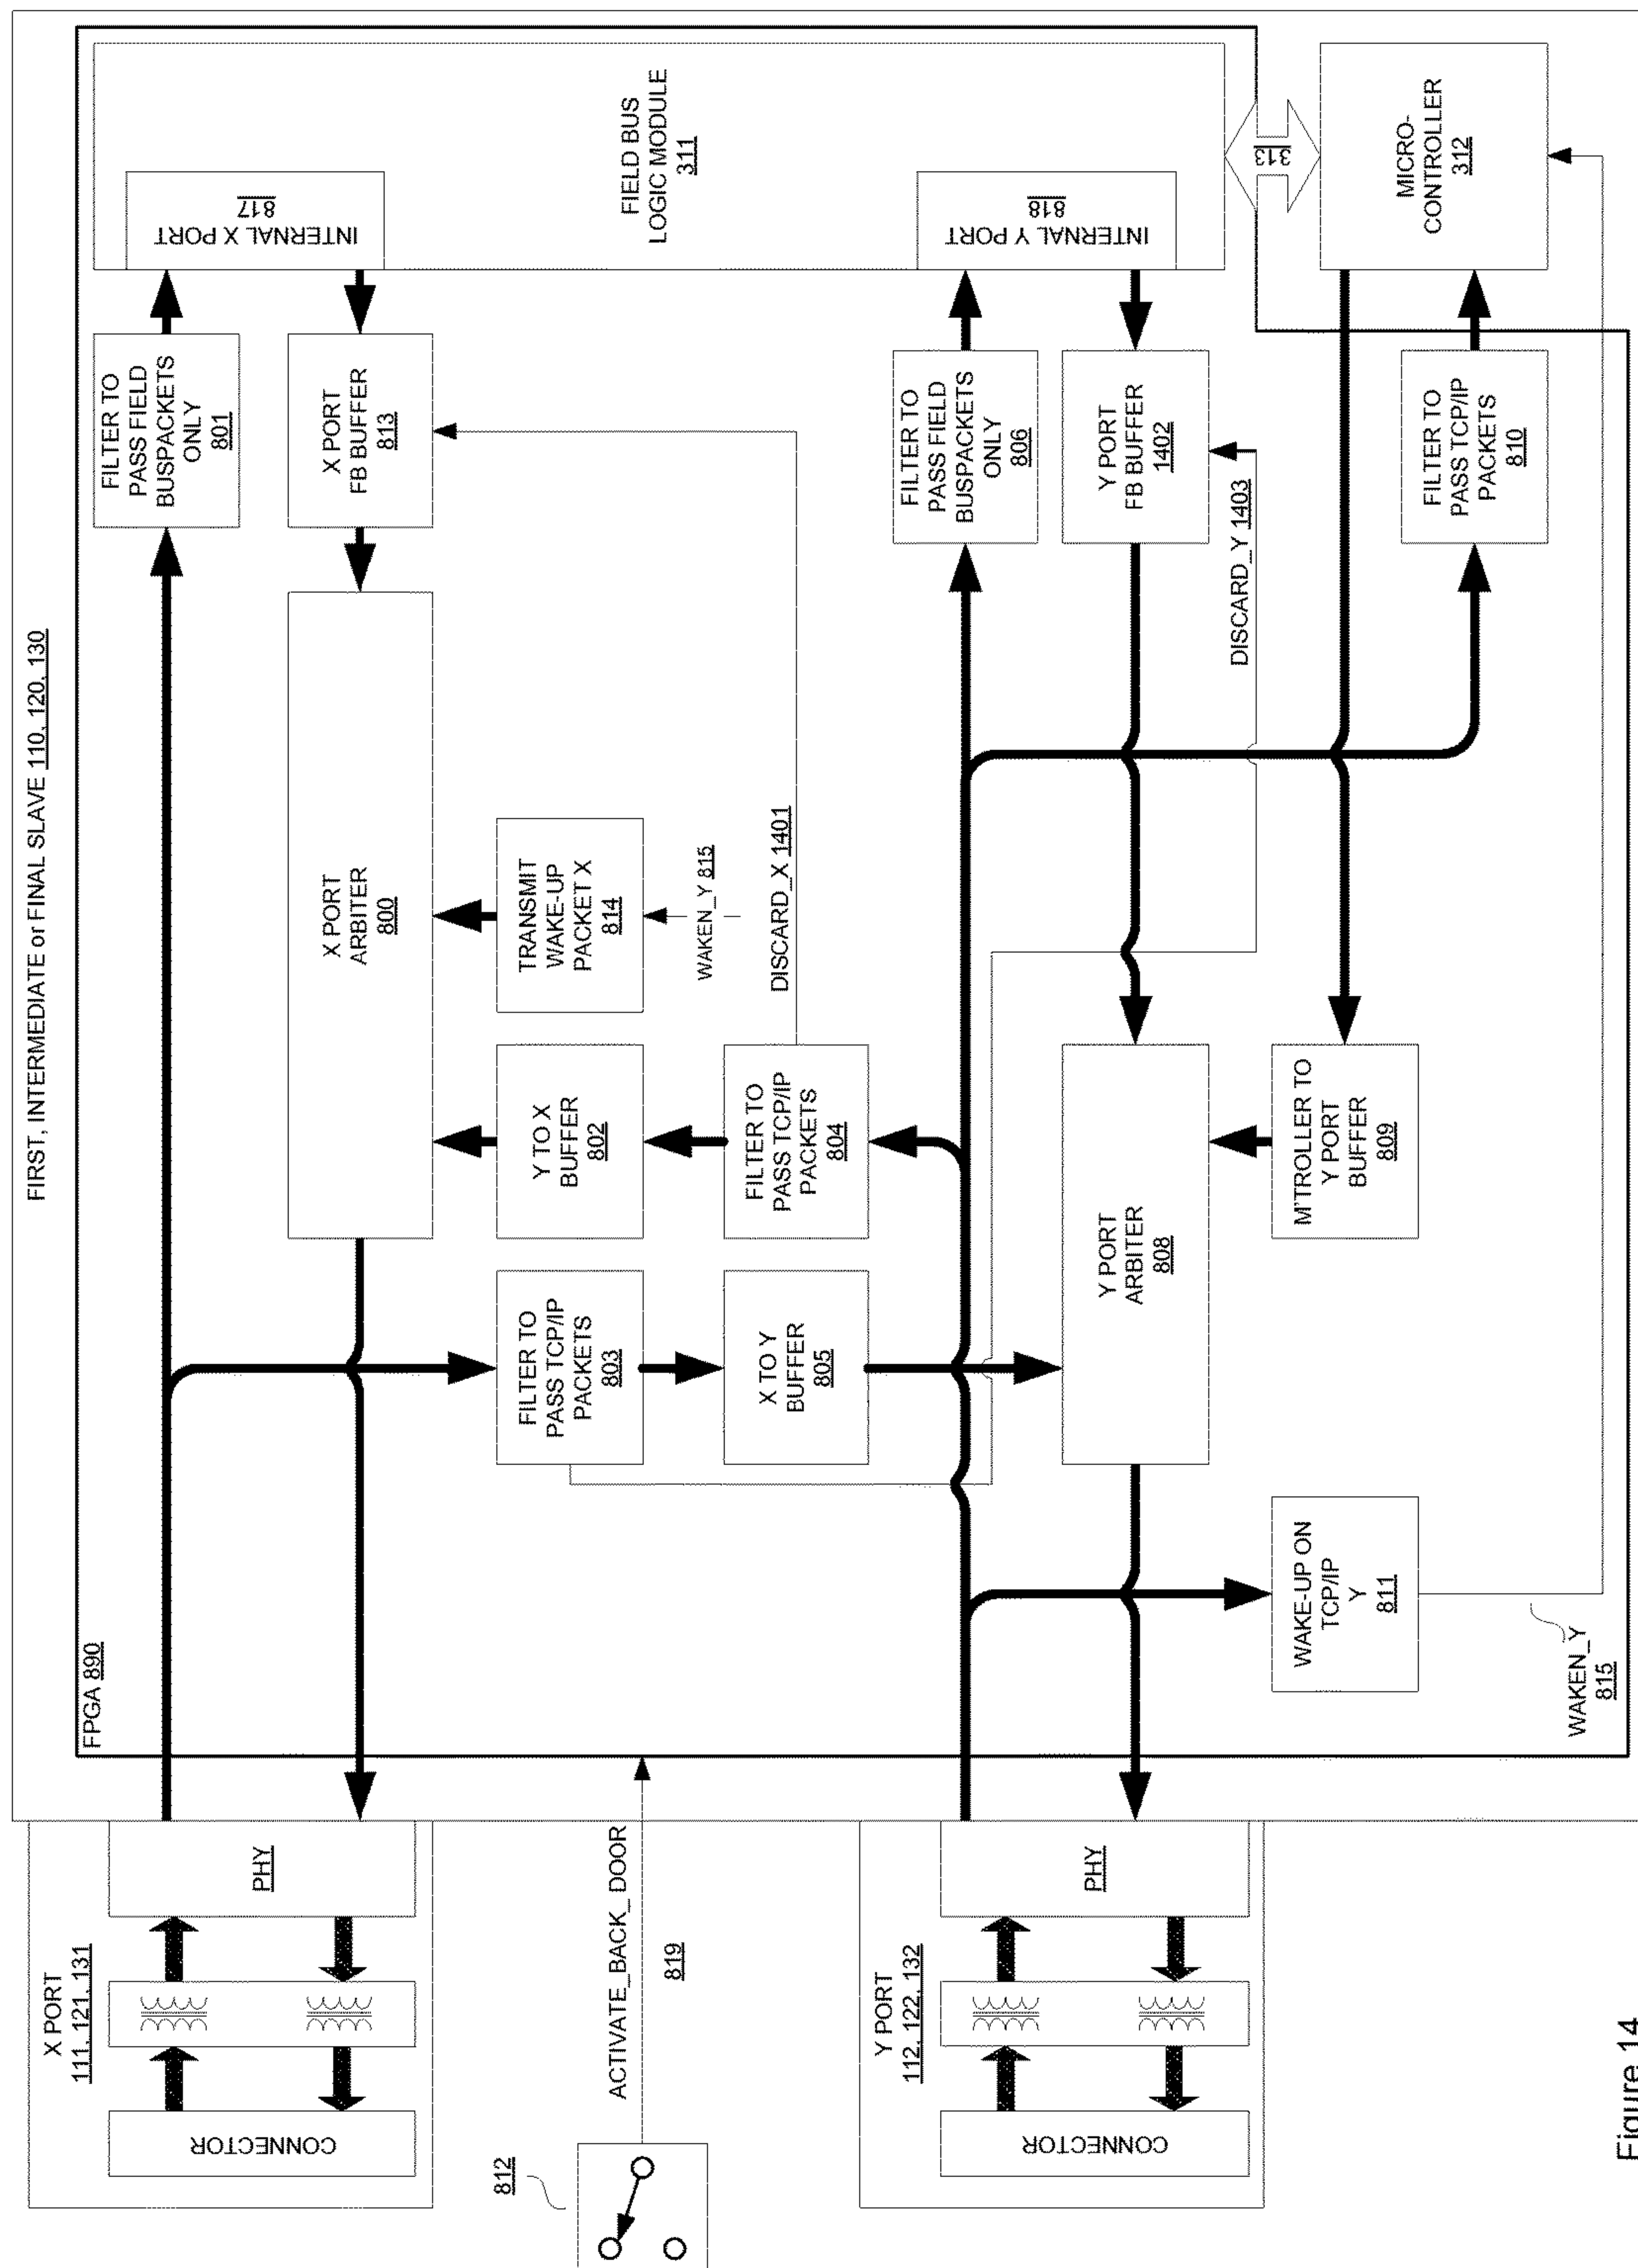 FIRST, INTERMEDIATE or FINAL SLAVE 110, 120, 130
X PORT
111, 121, 131
CONNECTOR
PHY
FPGA 890
FILTER TO
PASS FIELD
BUSPACKETS
ONLY
801
INTERNAL X PORT
817
X PORT
FB BUFFER
813
X PORT
ARBITER
800
FIELD BUS
LOGIC MODULE
311
FILTER TO
PASS TCP/IP
PACKETS
803
Y TO X
BUFFER
802
TRANSMIT
WAKE-UP
PACKET X
814
812
ACTIVATE_BACK_DOOR
819
X TO Y
BUFFER
805
FILTER TO
PASS TCP/IP
PACKETS
804
WAKEN_Y 815
DISCARD_X 1401
Y PORT
112, 122, 132
CONNECTOR
PHY
FILTER TO
PASS FIELD
BUSPACKETS
ONLY
806
INTERNAL Y PORT
818
Y PORT
ARBITER
808
Y PORT
FB BUFFER
1402
DISCARD_Y 1403
313
WAKE-UP ON
TCP/IP
Y
811
M'TROLLER TO
Y PORT
BUFFER
809
FILTER TO
PASS TCP/IP
PACKETS
810
MICRO-
CONTROLLER
312
WAKEN_Y
815
Figure 14